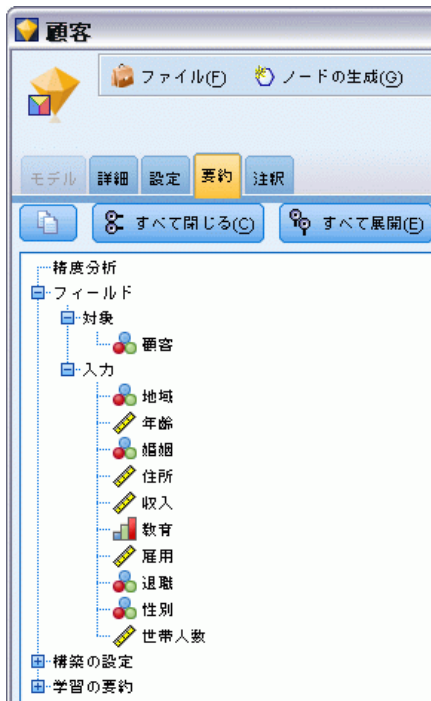 顧客
ファイル(F) ノードの生成(G)
モデル 詳細 設定 要約 注釈
すべて閉じる(C) すべて展開(E)
精度分析
フィールド
対象
顧客
入力
地域
年齢
婚姻
住所
収入
教育
雇用
退職
性別
世帯人数
構築の設定
学習の要約